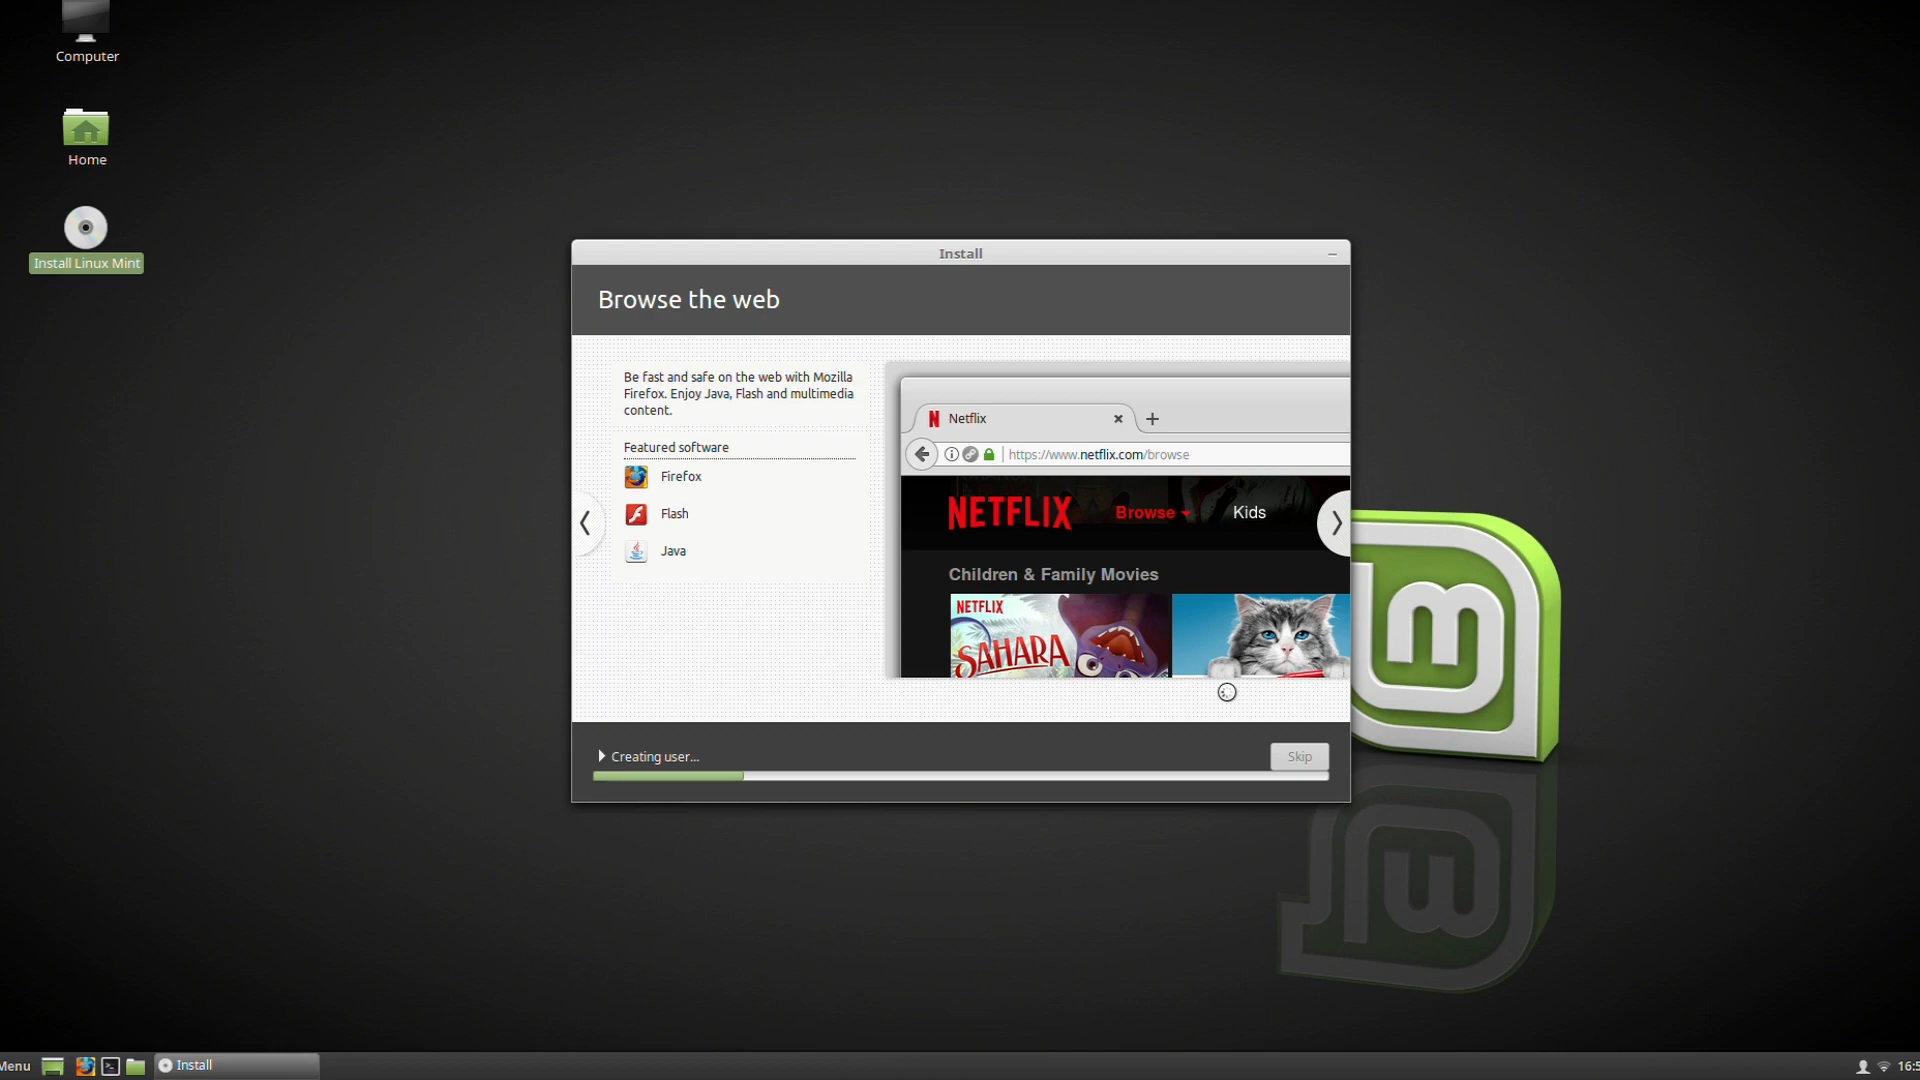 Computer
Home
Install Linux Mint
Install
Browse the web
Be fast and safe on the web with Mozilla
Firefox. Enjoy Java, Flash and multimedia
content.
Featured software
Firefox
Flash
Java
Netflix
https://www.netflix.com/browse
NETFLIX
Browse
Kids
Children & Family Movies
NETFLIX
SAHARA
Creating user...
Skip
Menu
Install
16:5